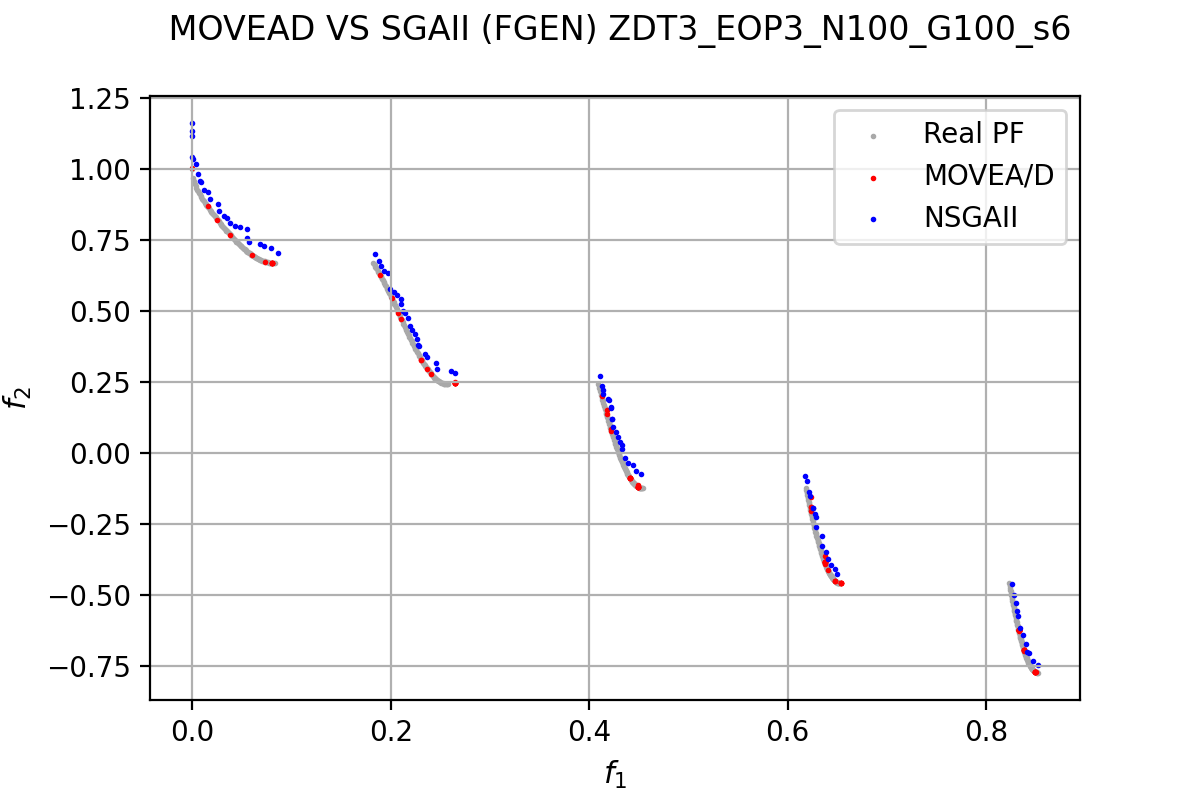 MOVEAD VS SGAII (FGEN) ZDT3_EOP3_N100_G100_s6
1.25
1.00
0.75
0.50
0.25
0.00
−0.25
−0.50
−0.75
f2
Real PF
MOVEA/D
NSGAII
0.0 0.2 0.4 0.6 0.8
f1